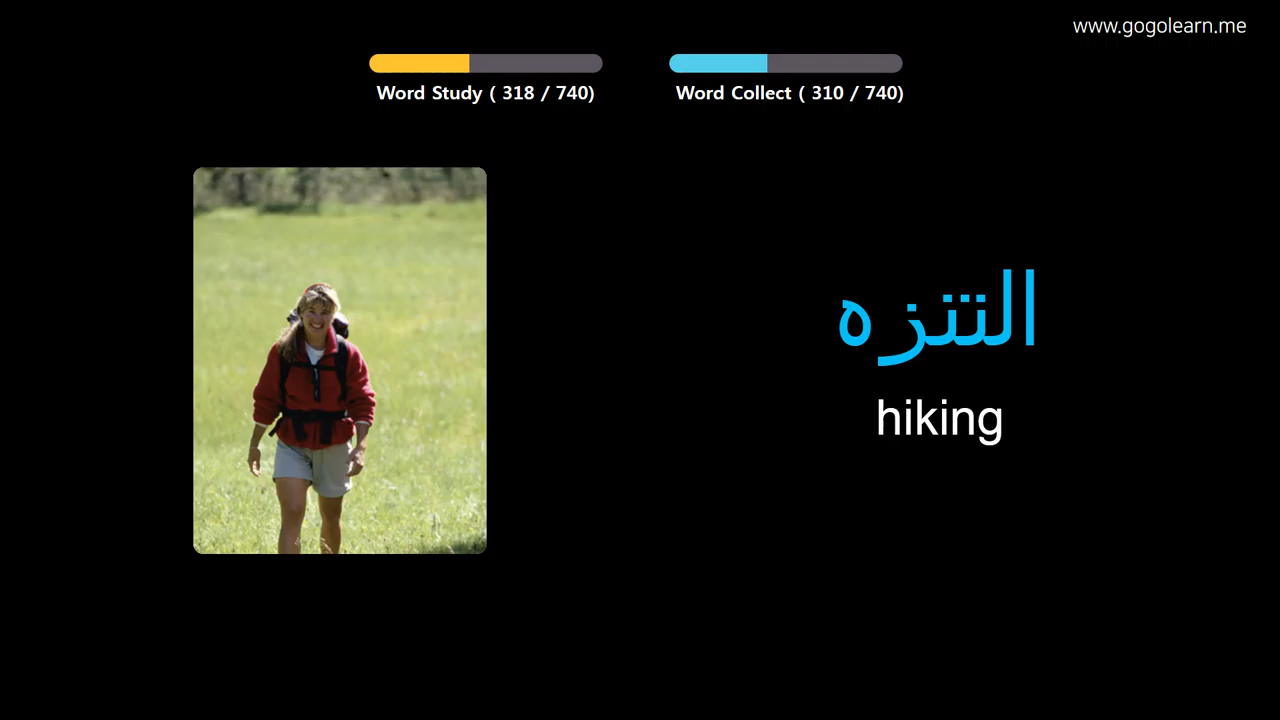 www.gogolearn.me
Word Study ( 318 / 740)
Word Collect ( 310 / 740)
التنزه
hiking